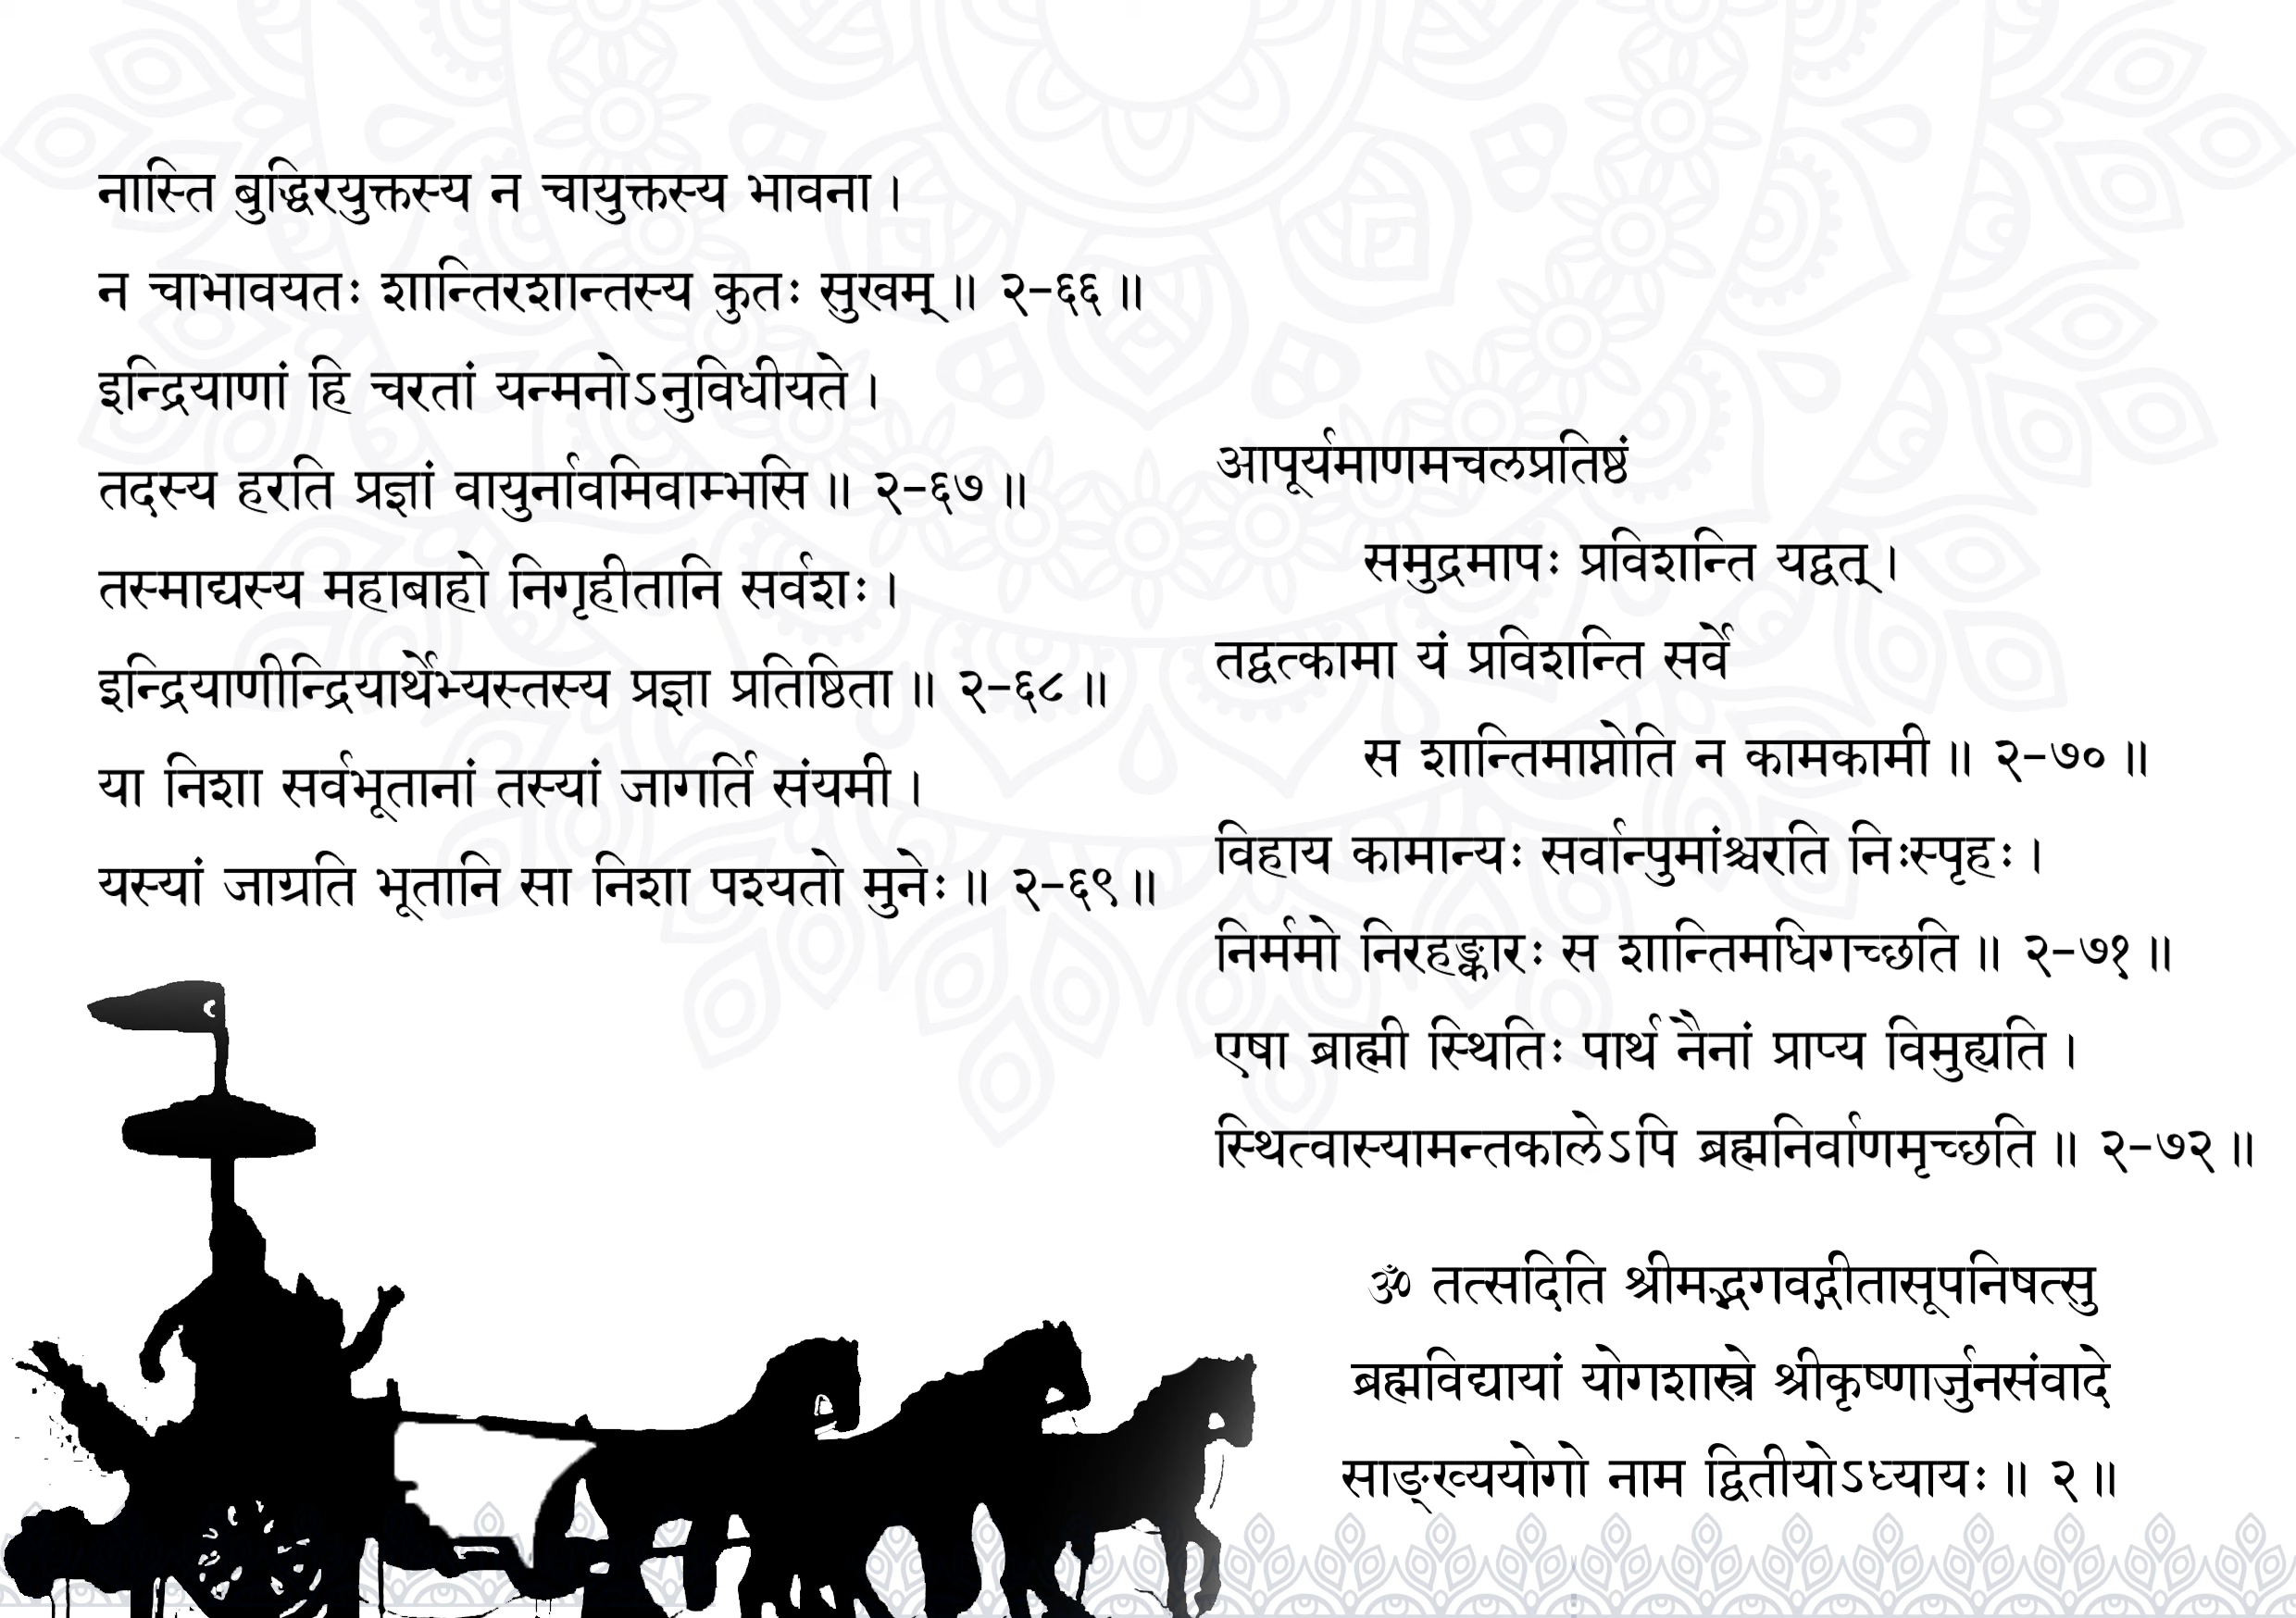 नास्ति बुद्धिरयुक्तस्य न चायुक्तस्य भावना ।
न चाभावयतः शान्तिरशान्तस्य कुतः सुखम् ॥ २-६६ ॥
इन्द्रियाणां हि चरतां यन्मनोऽनुविधीयते ।
तदस्य हरति प्रज्ञां वायुर्नावमिवाम्भसि ॥ २-६७ ॥
तस्माद्यस्य महाबाहो निगृहीतानि सर्वशः ।
इन्द्रियाणीन्द्रियार्थेभ्यस्तस्य प्रज्ञा प्रतिष्ठिता ॥ २-६८ ॥
या निशा सर्वभूतानां तस्यां जागर्ति संयमी ।
यस्यां जाग्रति भूतानि सा निशा पश्यतो मुनेः ॥ २-६९ ॥
आपूर्यमाणमचलप्रतिष्ठं
समुद्रमापः प्रविशन्ति यद्वत् ।
तद्वत्कामा यं प्रविशन्ति सर्वे
स शान्तिमाप्नोति न कामकामी ॥ २-७० ॥
विहाय कामान्यः सर्वान्पुमांश्चरति निःस्पृहः ।
निर्ममो निरहङ्कारः स शान्तिमधिगच्छति ॥ २-७१ ॥
एषा ब्राह्मी स्थितिः पार्थ नैनां प्राप्य विमुह्यति ।
स्थित्वास्यामन्तकालेऽपि ब्रह्मनिर्वाणमृच्छति ॥ २-७२ ॥
ॐ तत्सदिति श्रीमद्भगवद्गीतासूपनिषत्सु
ब्रह्मविद्यायां योगशास्त्रे श्रीकृष्णार्जुनसंवादे
साङ्ख्ययोगो नाम द्वितीयोऽध्यायः ॥ २ ॥